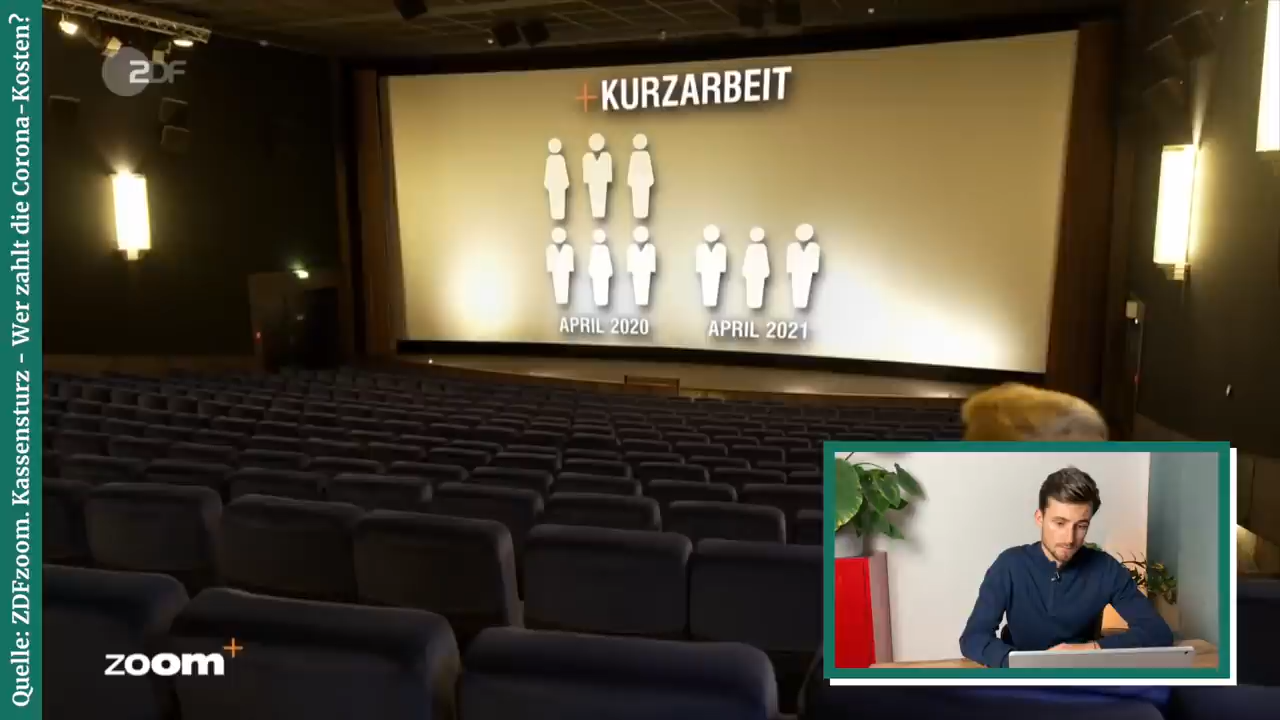 Quelle: ZDFzoom. Kassensturz – Wer zahlt die Corona-Kosten?
ZDF
+KURZARBEIT
APRIL 2020
APRIL 2021
zoom+